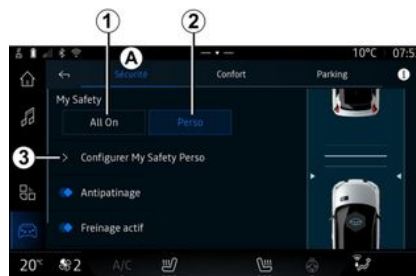 1
2
A
10°C 07:5
Sécurité Confort Parking
My Safety
All On Perso
3
Configurer My Safety Perso
Antipatinage
Freinage actif
20°C 2 A/C